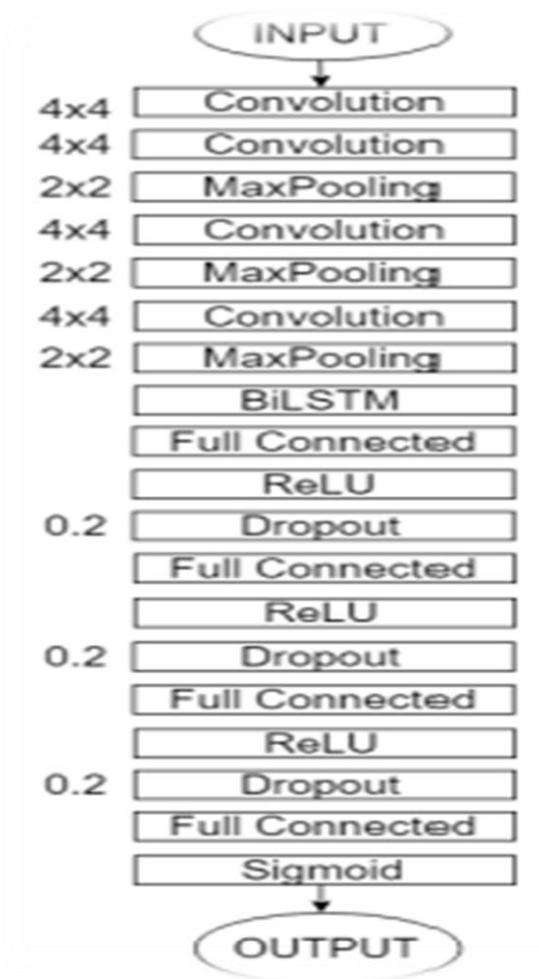 INPUT
4x4 Convolution
4x4 Convolution
2x2 MaxPooling
4x4 Convolution
2x2 MaxPooling
4x4 Convolution
2x2 MaxPooling
BiLSTM
Full Connected
ReLU
0.2 Dropout
Full Connected
ReLU
0.2 Dropout
Full Connected
ReLU
0.2 Dropout
Full Connected
Sigmoid
OUTPUT